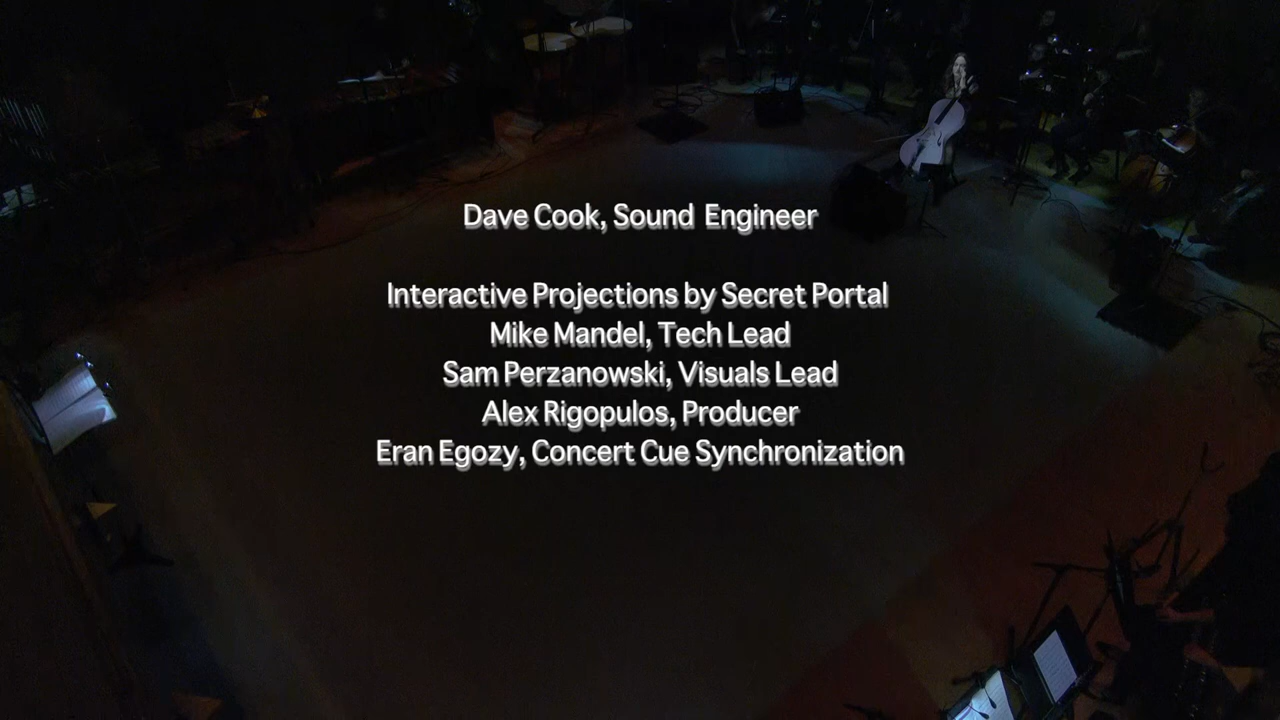 Dave Cook, Sound Engineer
Interactive Projections by Secret Portal
Mike Mandel, Tech Lead
Sam Perzanowski, Visuals Lead
Alex Rigopulos, Producer
Eran Egozy, Concert Cue Synchronization